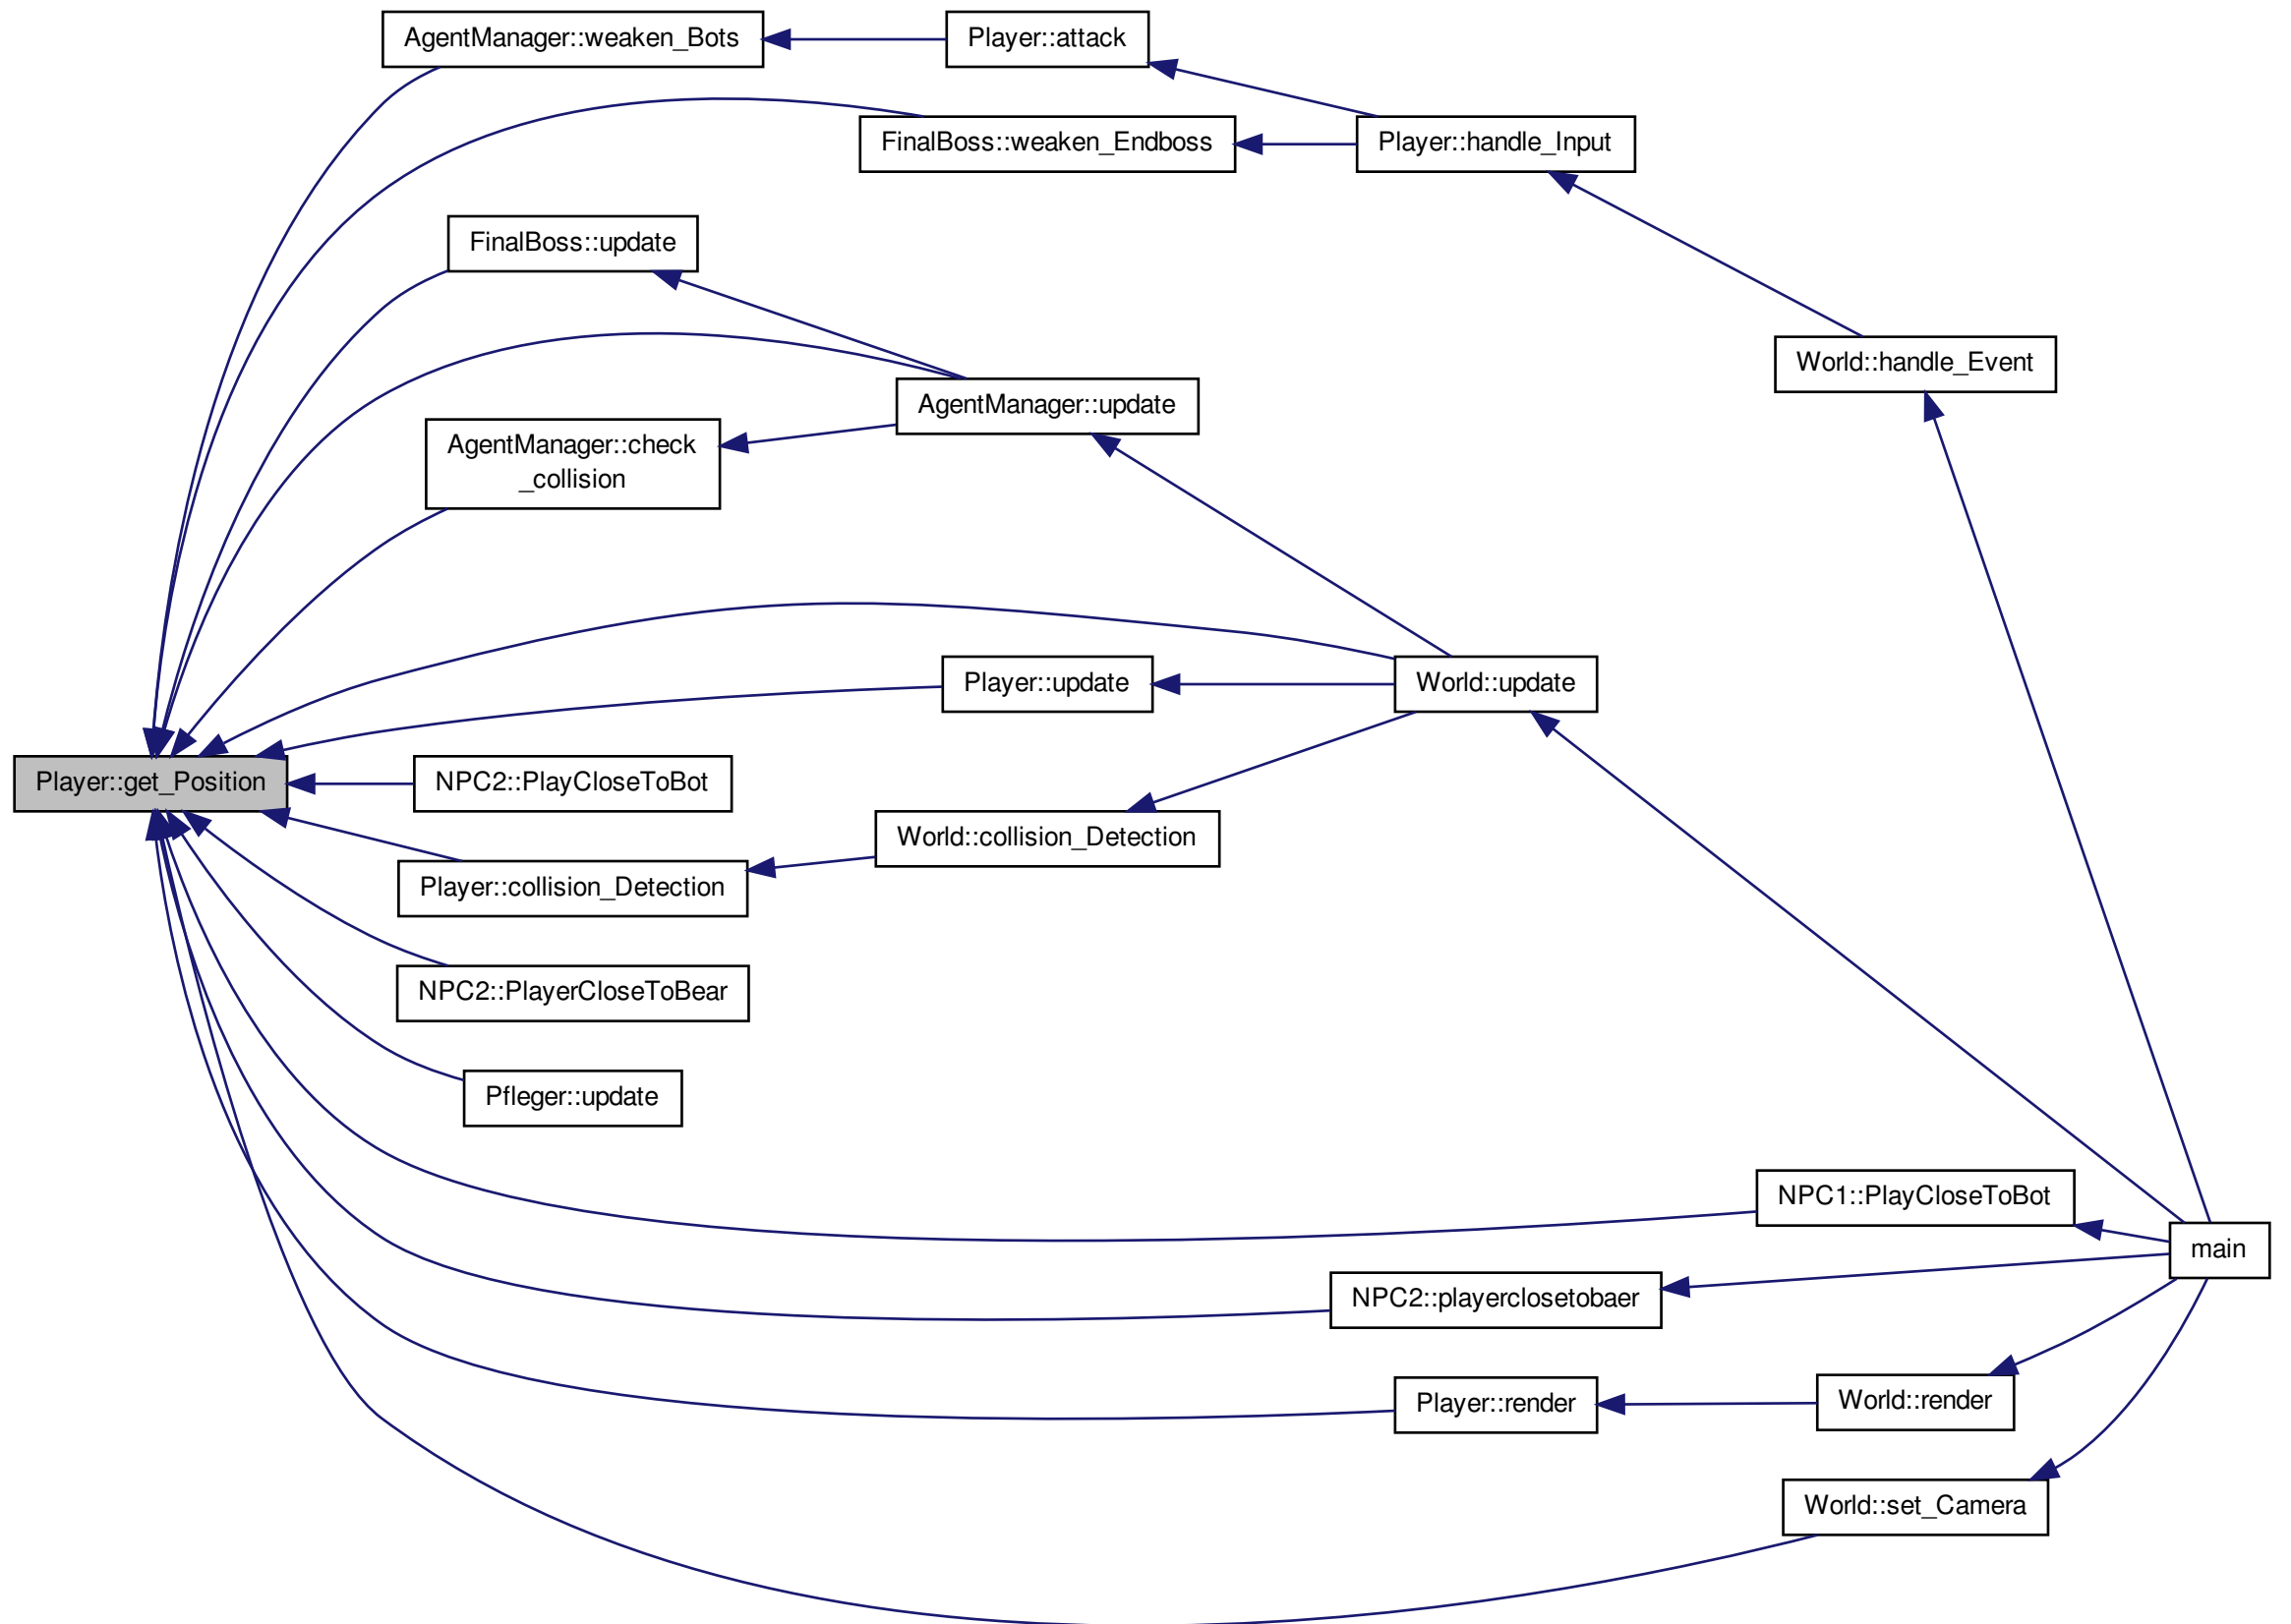 AgentManager::weaken_Bots
Player::attack
FinalBoss::weaken_Endboss
Player::handle_Input
FinalBoss::update
World::handle_Event
AgentManager::update
AgentManager::check
_collision
Player::update
World::update
Player::get_Position
NPC2::PlayCloseToBot
World::collision_Detection
Player::collision_Detection
NPC2::PlayerCloseToBear
Pfleger::update
NPC1::PlayCloseToBot
main
NPC2::playerclosetobaer
Player::render
World::render
World::set_Camera